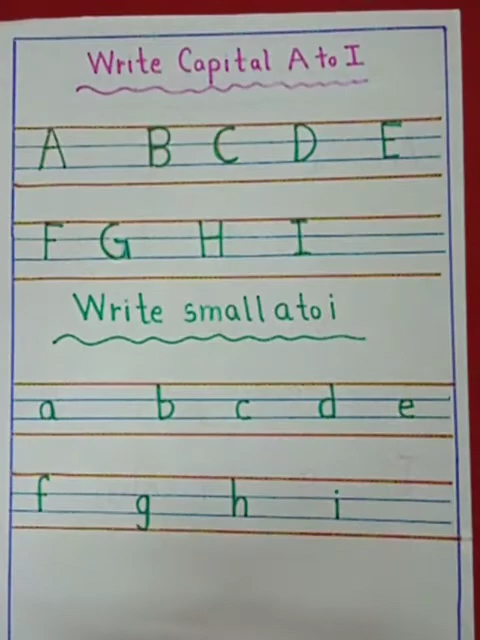 Write Capital A to I
A B C D E
F G H I
Write small a to i
a b c d e
f g h i